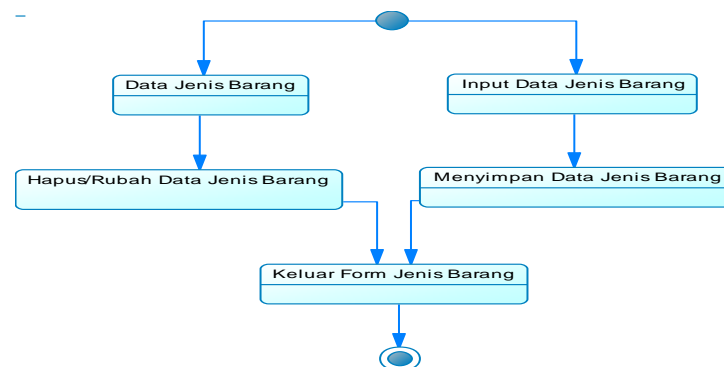 Data Jenis Barang
Input Data Jenis Barang
Hapus/Rubah Data Jenis Barang
Menyimpan Data Jenis Barang
Keluar Form Jenis Barang